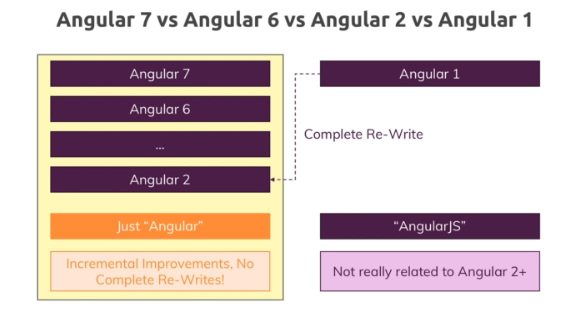 Angular 7 vs Angular 6 vs Angular 2 vs Angular 1
Angular 7
Angular 6
...
Angular 2
Just “Angular”
Incremental Improvements, No
Complete Re-Writes!
Angular 1
Complete Re-Write
“AngularJS”
Not really related to Angular 2+